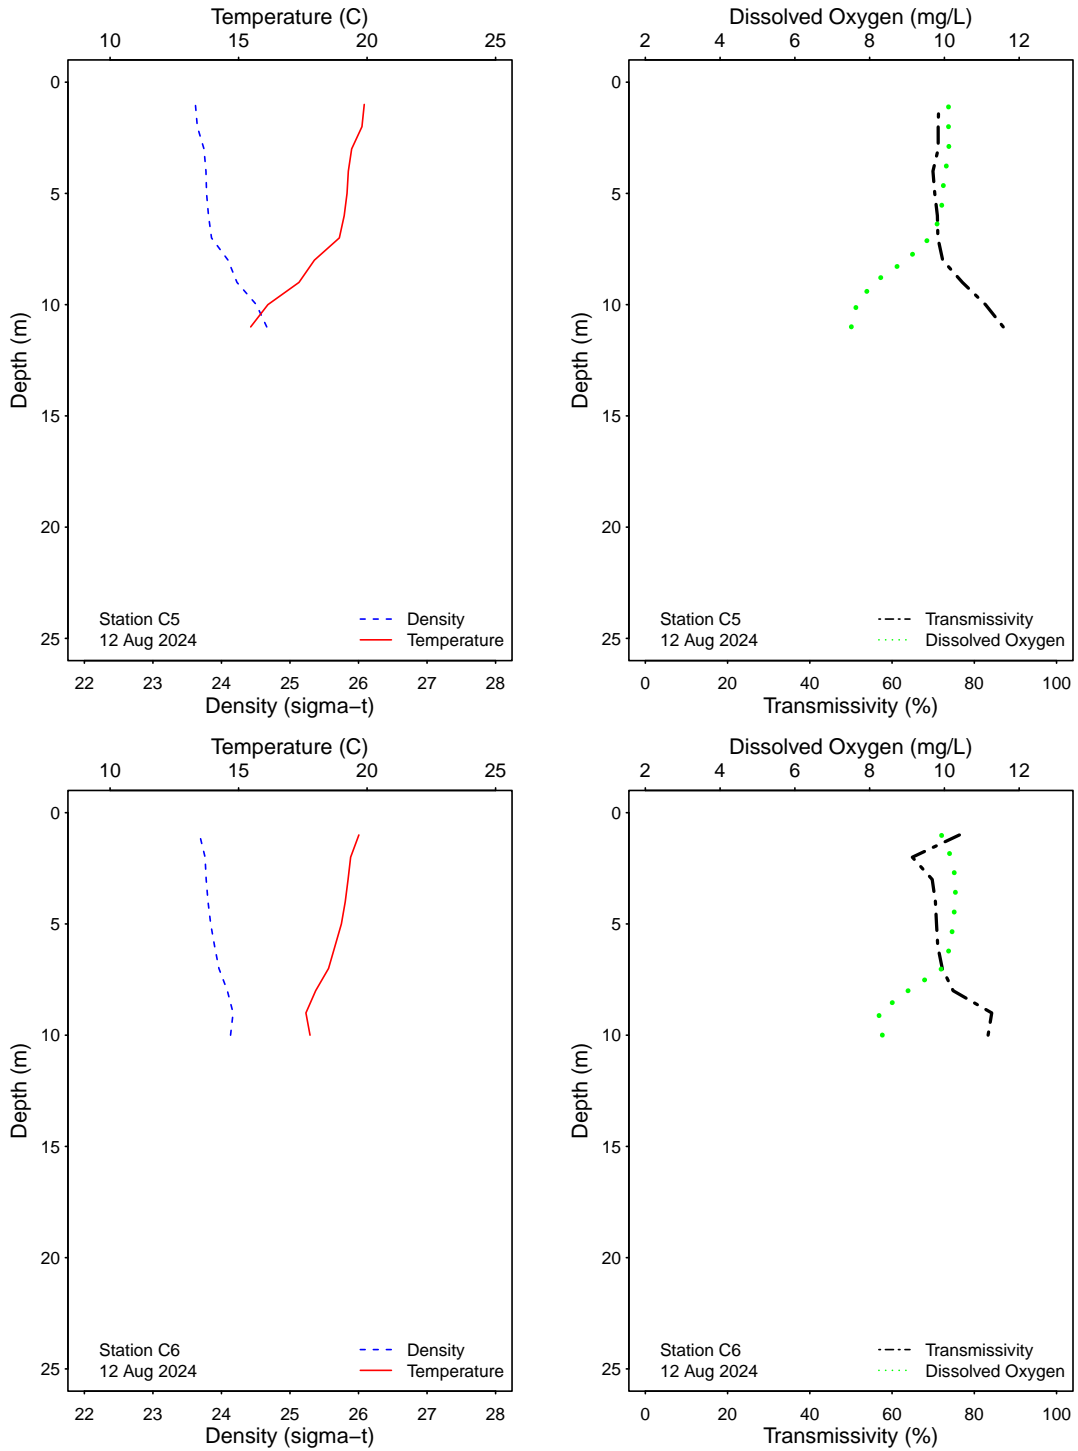 Temperature (C)
10 15 20 25
0
5
10
15
20
25
Depth (m)
Station C5
12 Aug 2024
Density
Temperature
22 23 24 25 26 27 28
Density (sigma−t)
Dissolved Oxygen (mg/L)
2 4 6 8 10 12
0
5
10
15
20
25
Depth (m)
Station C5
12 Aug 2024
Transmissivity
Dissolved Oxygen
0 20 40 60 80 100
Transmissivity (%)
Temperature (C)
10 15 20 25
0
5
10
15
20
25
Depth (m)
Station C6
12 Aug 2024
Density
Temperature
22 23 24 25 26 27 28
Density (sigma−t)
Dissolved Oxygen (mg/L)
2 4 6 8 10 12
0
5
10
15
20
25
Depth (m)
Station C6
12 Aug 2024
Transmissivity
Dissolved Oxygen
0 20 40 60 80 100
Transmissivity (%)